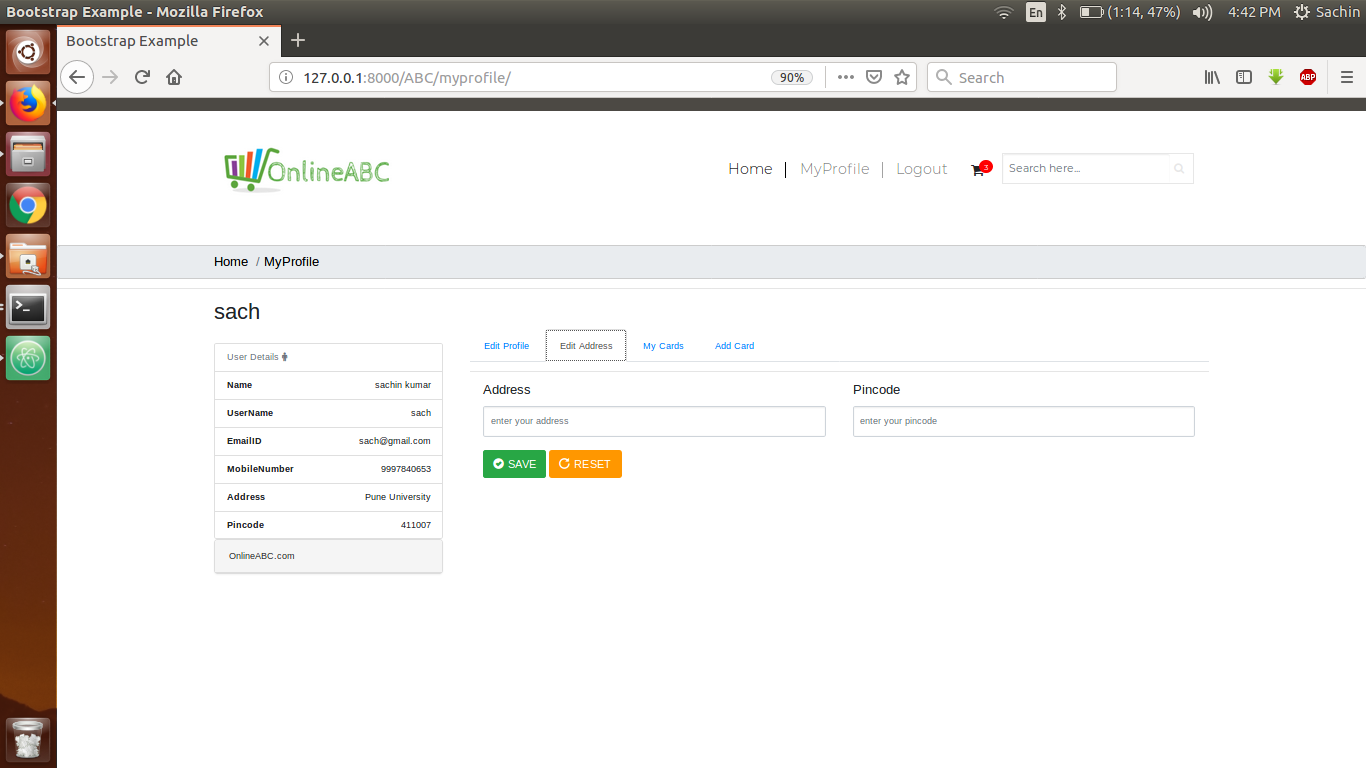 Bootstrap Example - Mozilla Firefox
En
(1:14, 47%)
4:42 PM
Sachin
Bootstrap Example
127.0.0.1:8000/ABC/myprofile/
90%
Search
ABP
OnlineABC
Home
MyProfile
Logout
3
Search here...
Home / MyProfile
sach
User Details
Name sachin kumar
UserName sach
EmailID sach@gmail.com
MobileNumber 9997840653
Address Pune University
Pincode 411007
OnlineABC.com
Edit Profile
Edit Address
My Cards
Add Card
Address
enter your address
Pincode
enter your pincode
SAVE
RESET